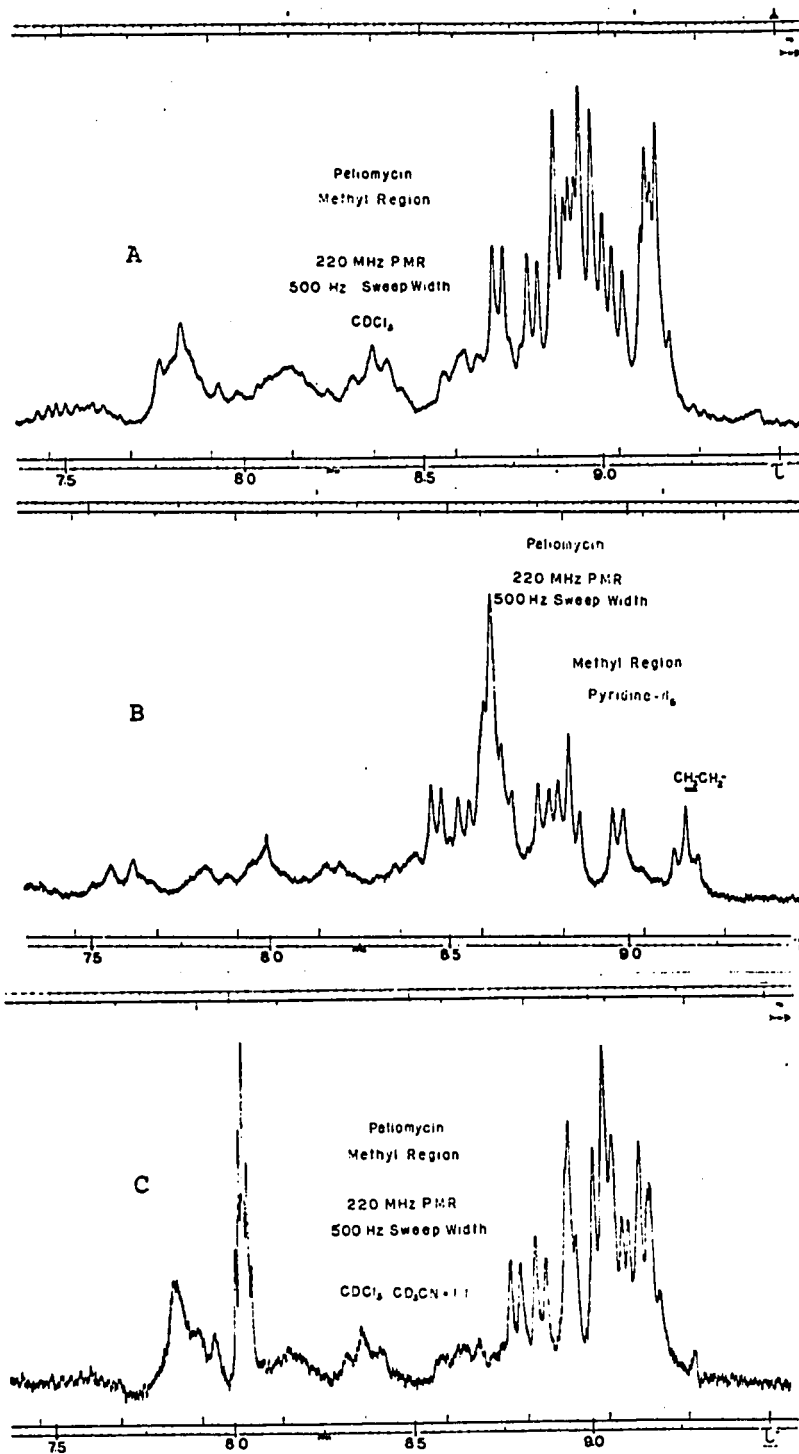 Peliomycin
Methyl Region
A
220 MHz PMR
500 Hz Sweep Width
CDCl₃
7.5 8.0 8.5 9.0 τ
Peliomycin
220 MHz PMR
500 Hz Sweep Width
Methyl Region
Pyridine-d₅
B
CH₃CH₂-
7.5 8.0 8.5 9.0
Peliomycin
Methyl Region
C
220 MHz PMR
500 Hz Sweep Width
CDCl₃ CD₃CN = 1:1
7.5 8.0 8.5 9.0 τ